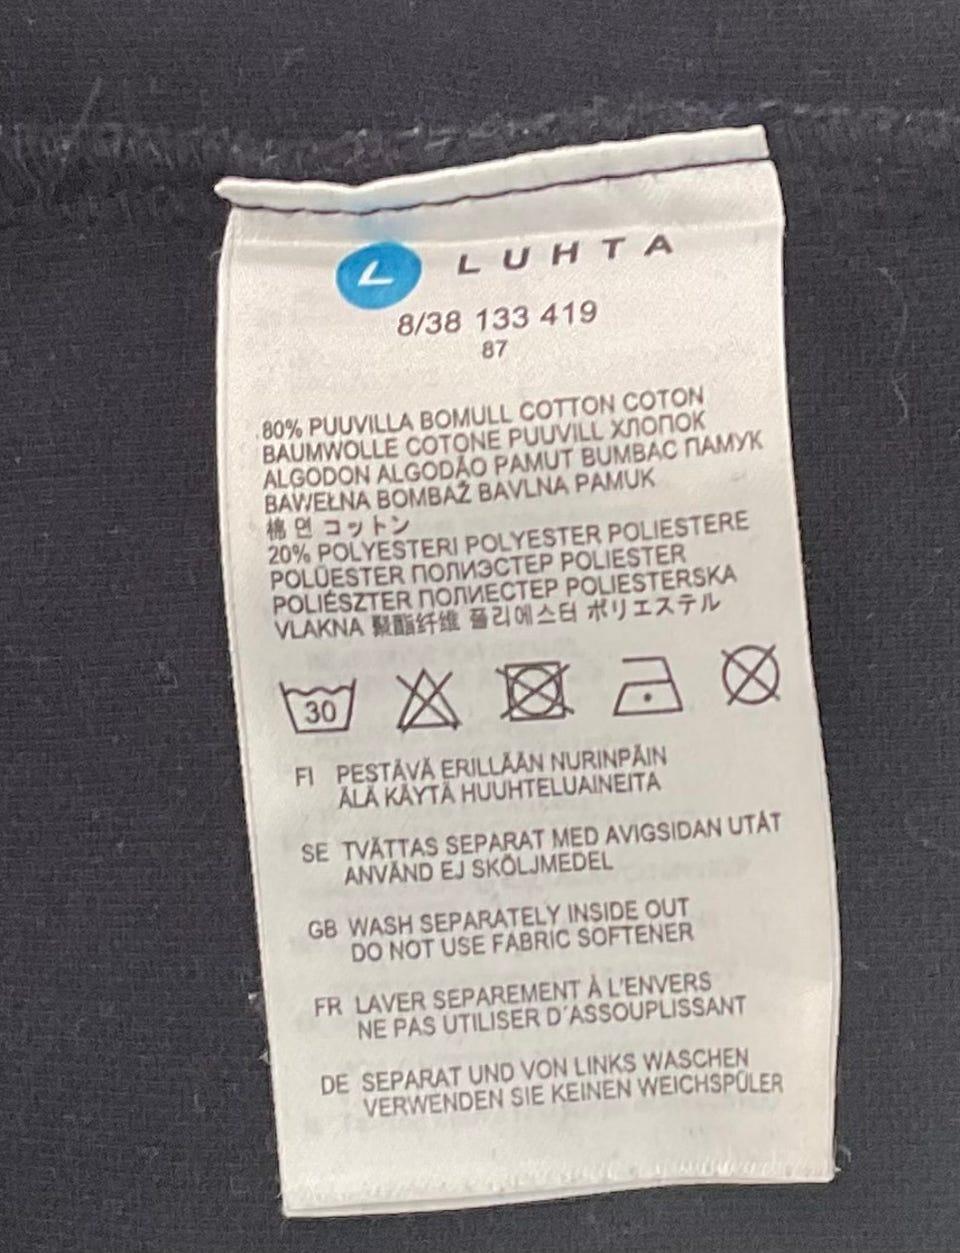 L LUHTA
8/38 133 419
87
80% PUUVILLA BOMULL COTTON COTON
BAUMWOLLE COTONE PUUVILL ХЛОПОК
ALGODON ALGODÃO PAMUT BUMBAC ПАМУК
BAWEŁNA BOMBAŽ BAVLNA PAMUK
棉 면 コットン
20% POLYESTERI POLYESTER POLIESTERE
POLÜESTER ПОЛИЭСТЕР POLIESTER
POLIÉSZTER ПОЛИЕСТЕР POLIESTERSKA
VLAKNA 聚酯纤维 폴리에스터 ポリエステル
30
FI PESTÄVÄ ERILLÄÄN NURINPÄIN
ÄLÄ KÄYTÄ HUUHTELUAINEITA
SE TVÄTTAS SEPARAT MED AVIGSIDAN UTÅT
ANVÄND EJ SKÖLJMEDEL
GB WASH SEPARATELY INSIDE OUT
DO NOT USE FABRIC SOFTENER
FR LAVER SEPAREMENT À L'ENVERS
NE PAS UTILISER D´ASSOUPLISSANT
DE SEPARAT UND VON LINKS WASCHEN
VERWENDEN SIE KEINEN WEICHSPÜLER